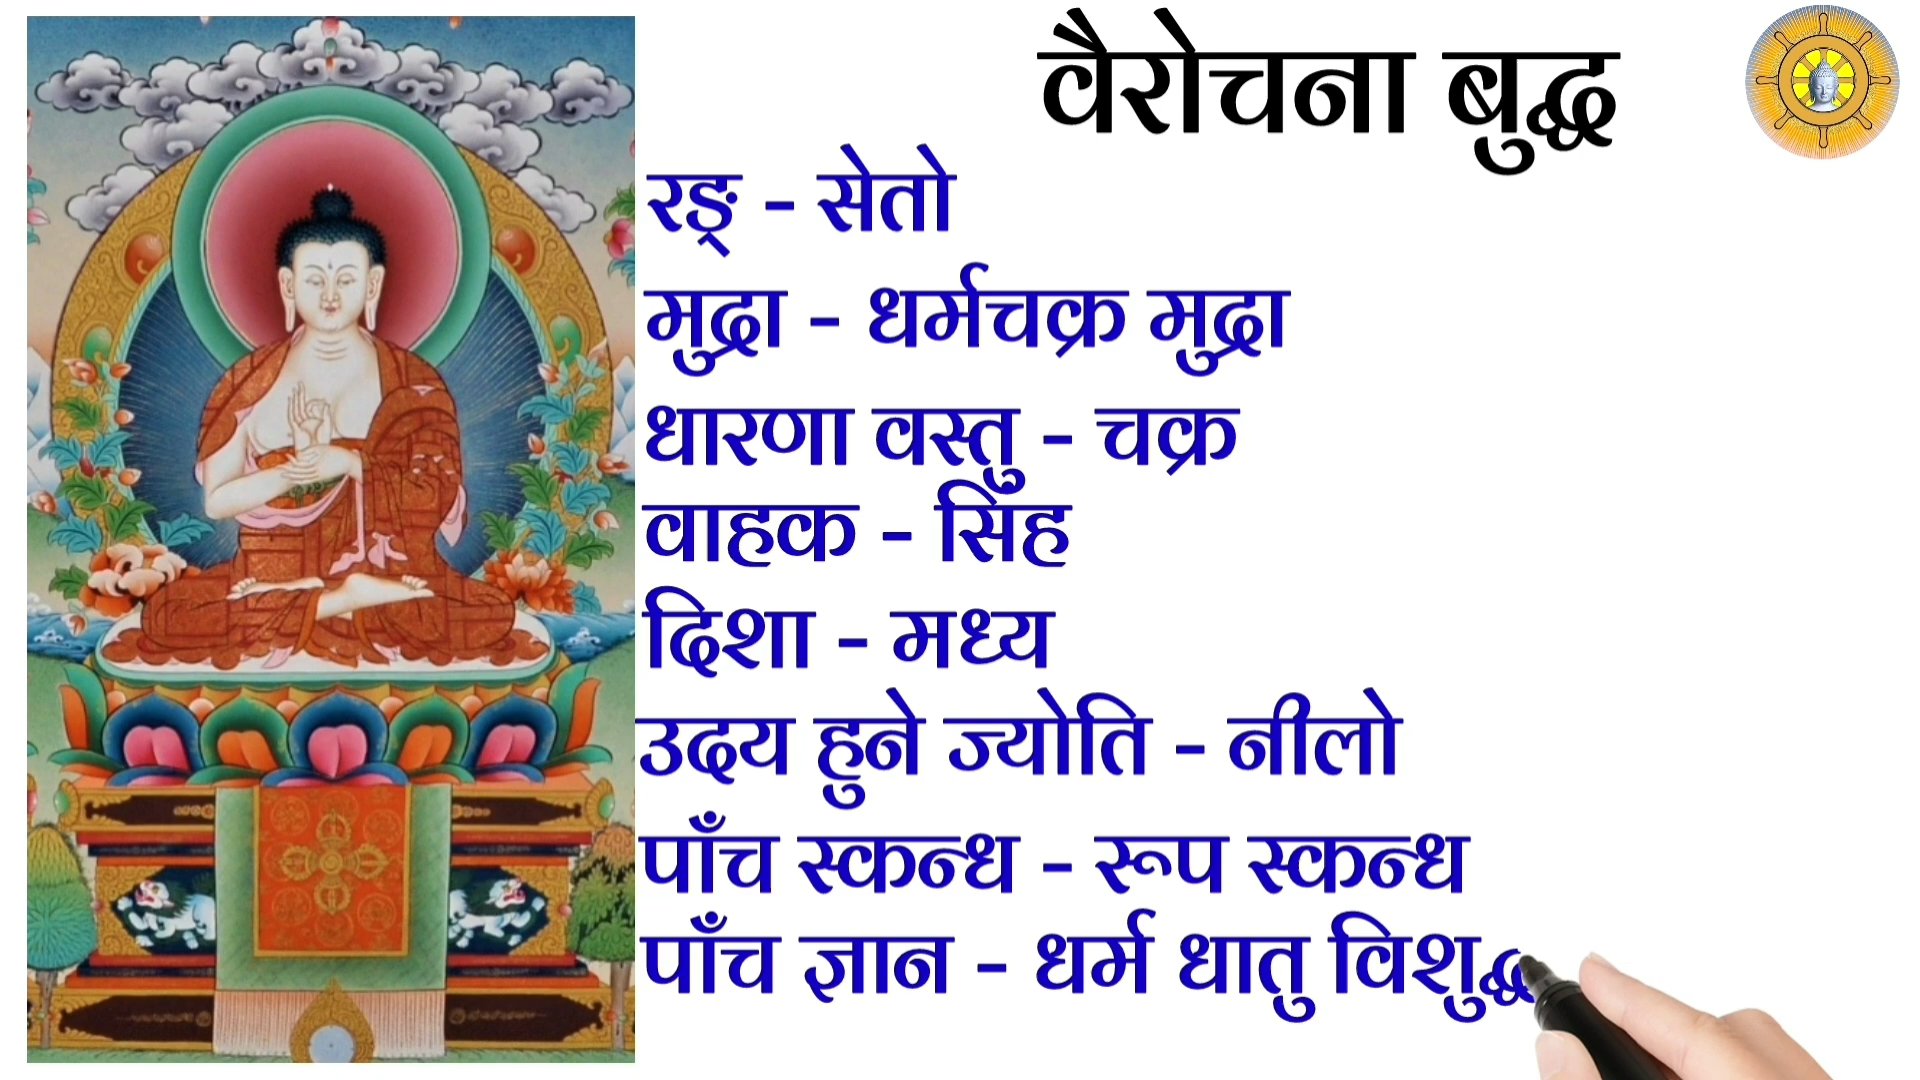 वैरोचना बुद्ध
रङ् - सेतो
मुद्रा - धर्मचक्र मुद्रा
धारणा वस्तु - चक्र
वाहक - सिंह
दिशा - मध्य
उदय हुने ज्योति - नीलो
पाँच स्कन्ध - रूप स्कन्ध
पाँच ज्ञान - धर्म धातु विशुद्ध